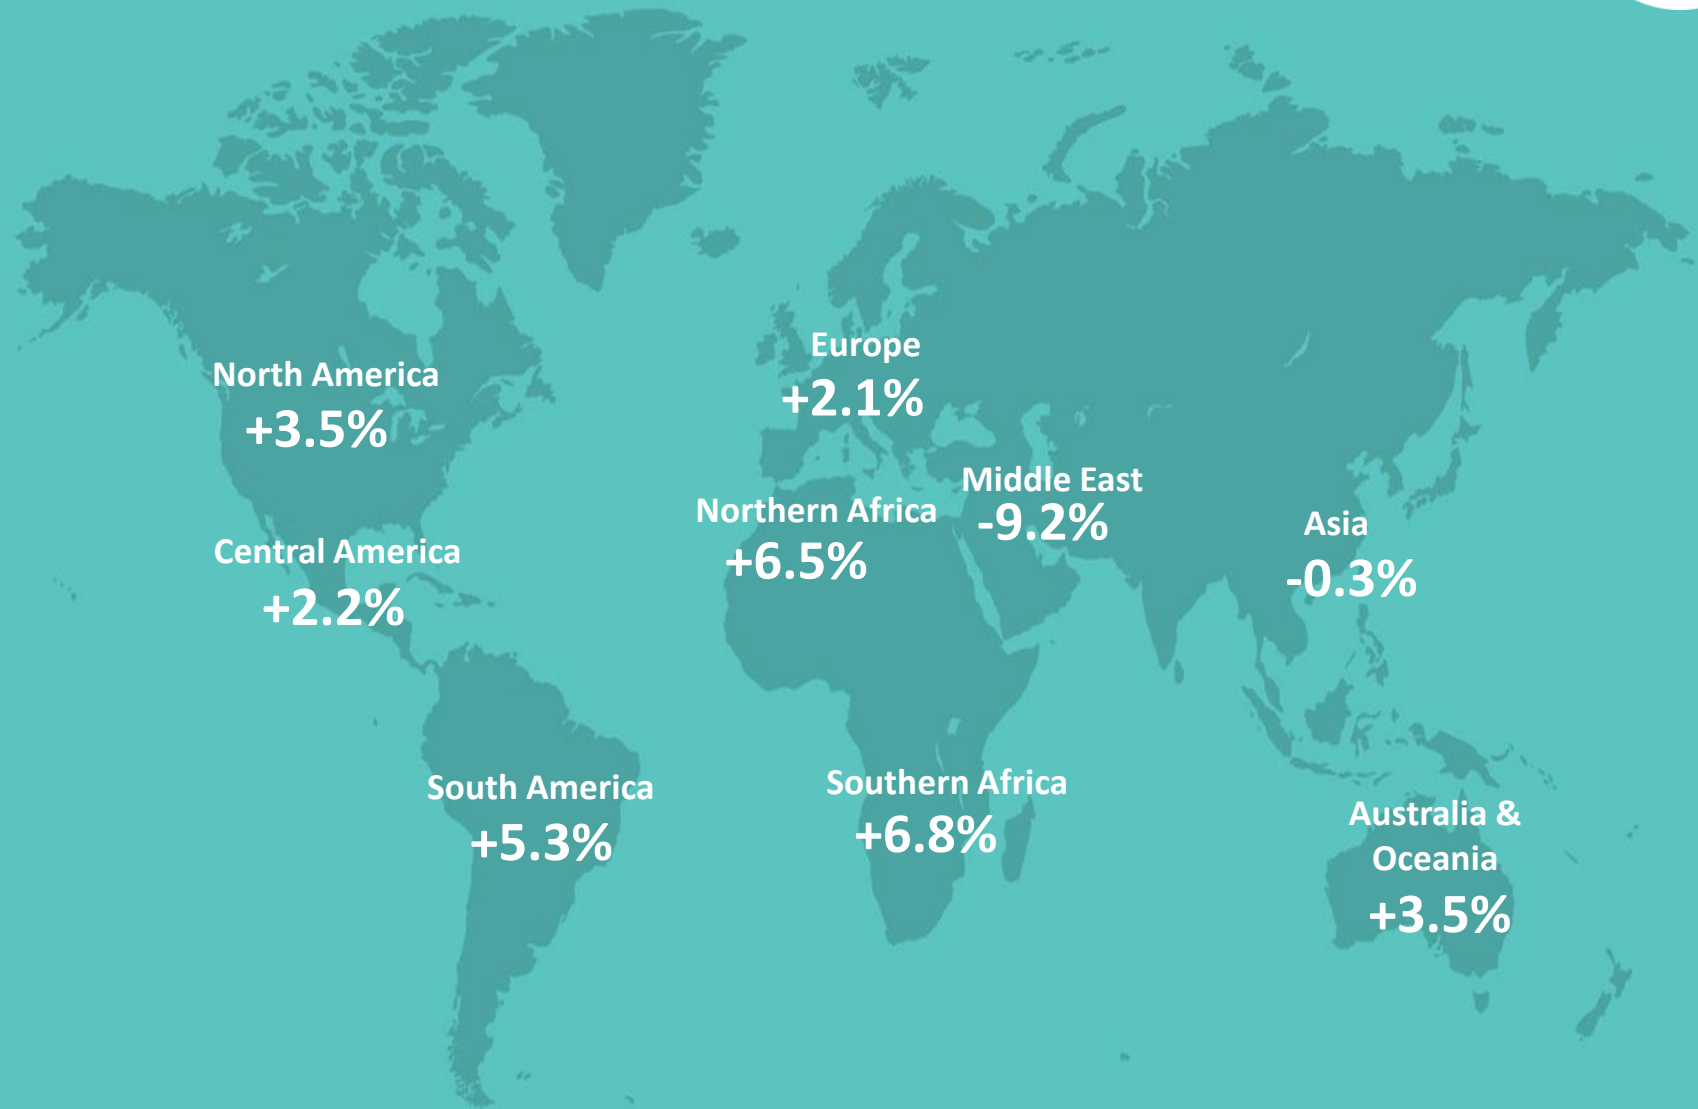 Europe
+2.1%
North America
+3.5%
Middle East
-9.2%
Northern Africa
+6.5%
Asia
-0.3%
Central America
+2.2%
South America
+5.3%
Southern Africa
+6.8%
Australia &
Oceania
+3.5%